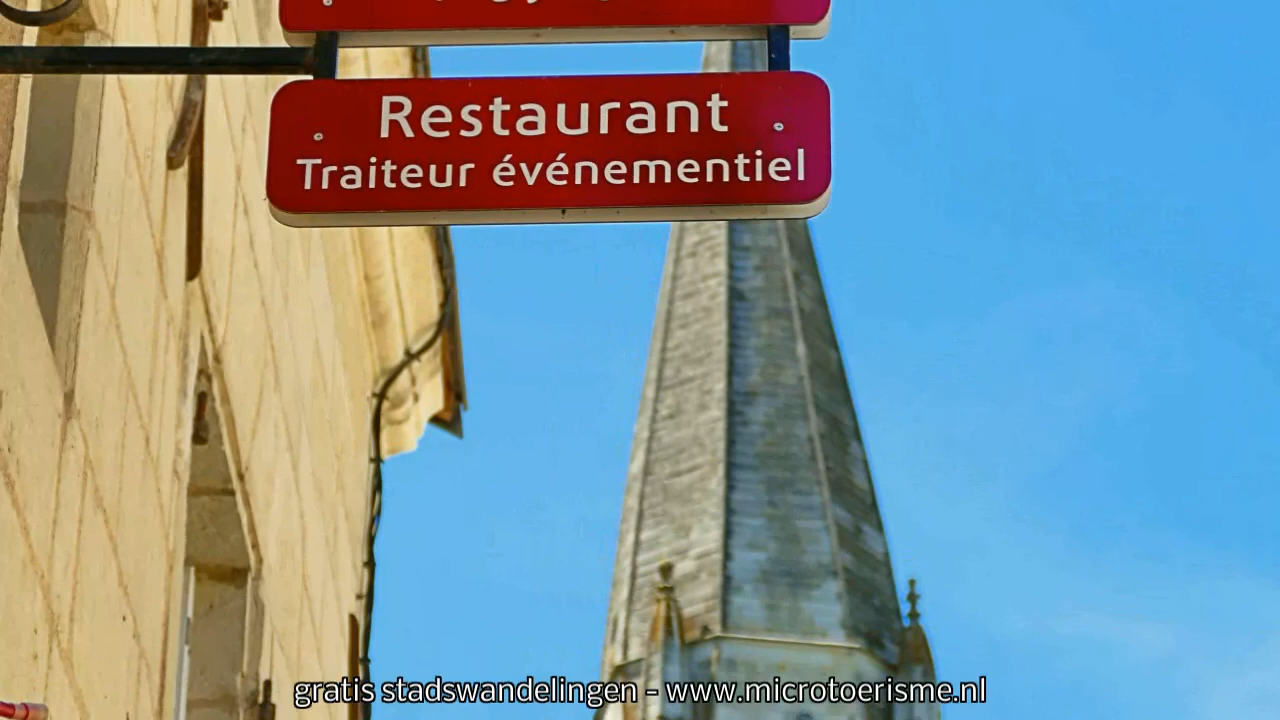 Restaurant
Traiteur événementiel
gratis stadswandelingen - www.microtoerisme.nl